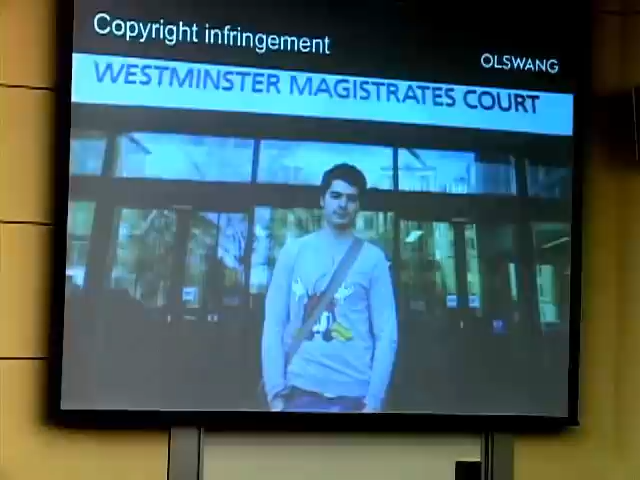 Copyright infringement
OLSWANG
WESTMINSTER MAGISTRATES COURT